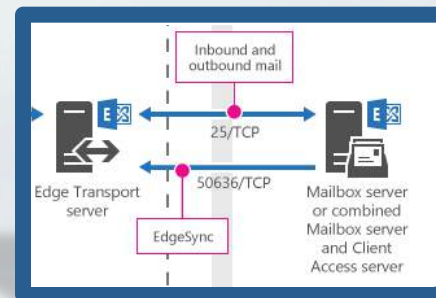 Inbound and
outbound mail
E
E
25/TCP
50636/TCP
Edge Transport
server
EdgeSync
Mailbox server
or combined
Mailbox server
and Client
Access server